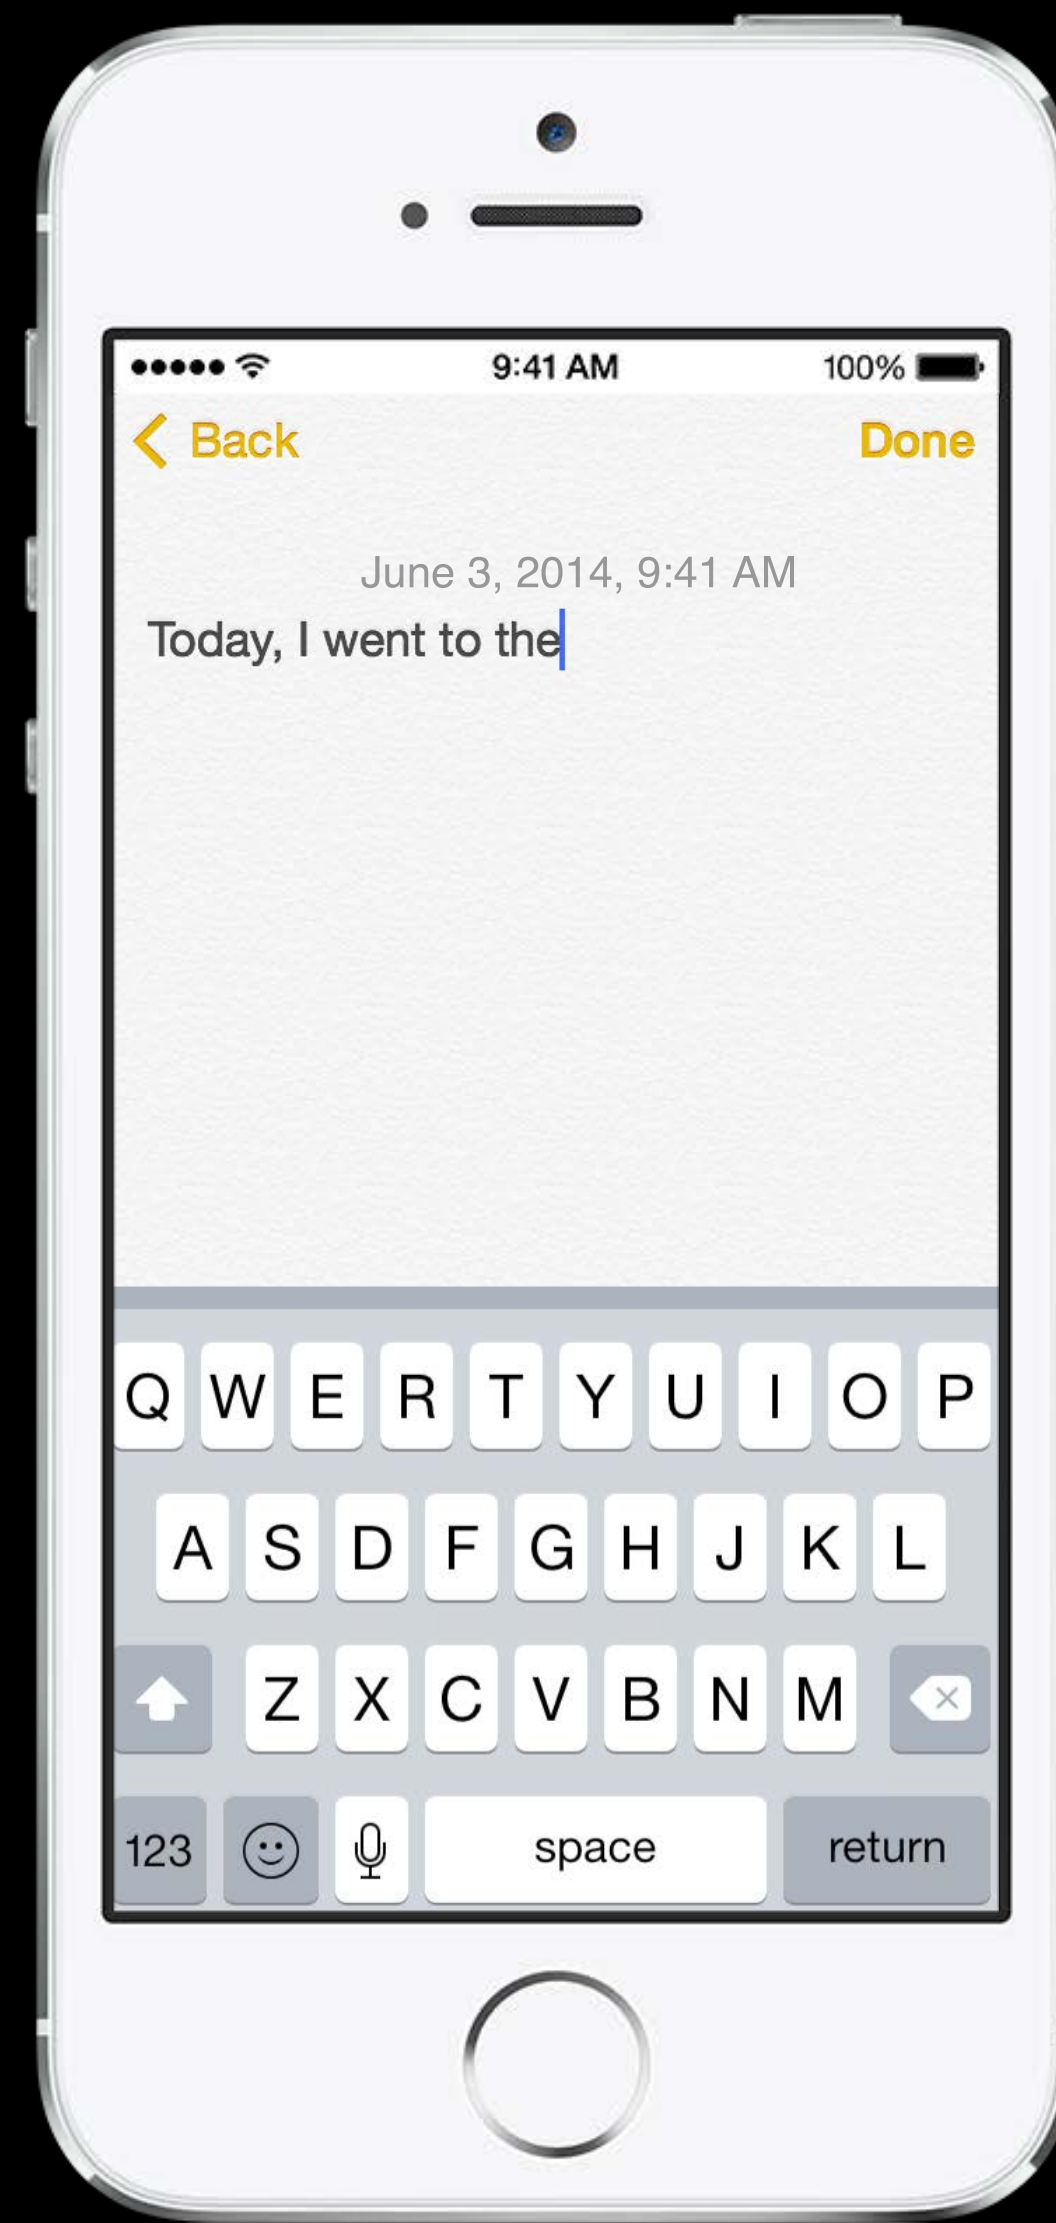 9:41 AM 100%
Back Done
June 3, 2014, 9:41 AM
Today, I went to the
Q W E R T Y U I O P
A S D F G H J K L
Z X C V B N M
123 space return